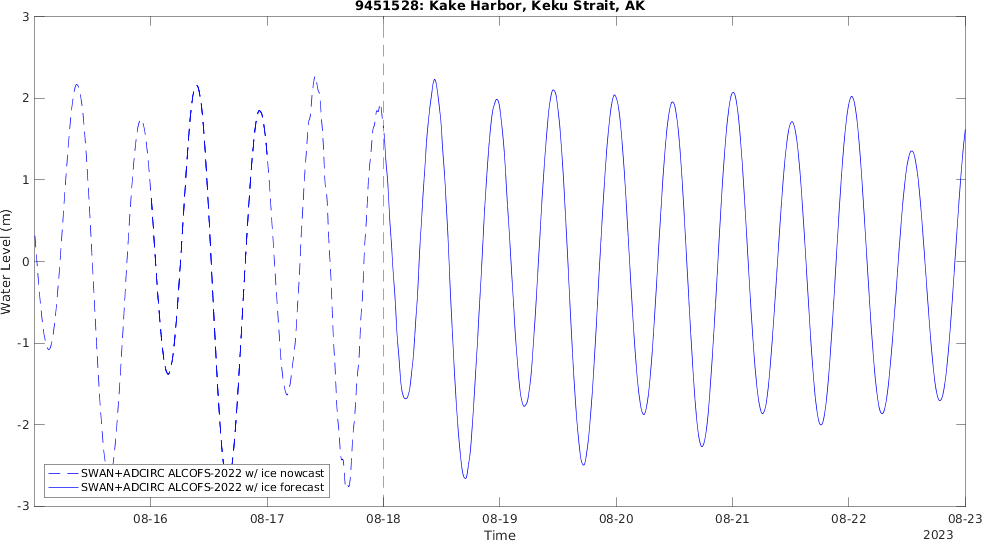 9451528: Kake Harbor, Keku Strait, AK
3
2
1
0
-1
-2
-3
Water Level (m)
SWAN+ADCIRC ALCOFS-2022 w/ ice nowcast
SWAN+ADCIRC ALCOFS-2022 w/ ice forecast
08-16 08-17 08-18 08-19 08-20 08-21 08-22 08-23
Time 2023